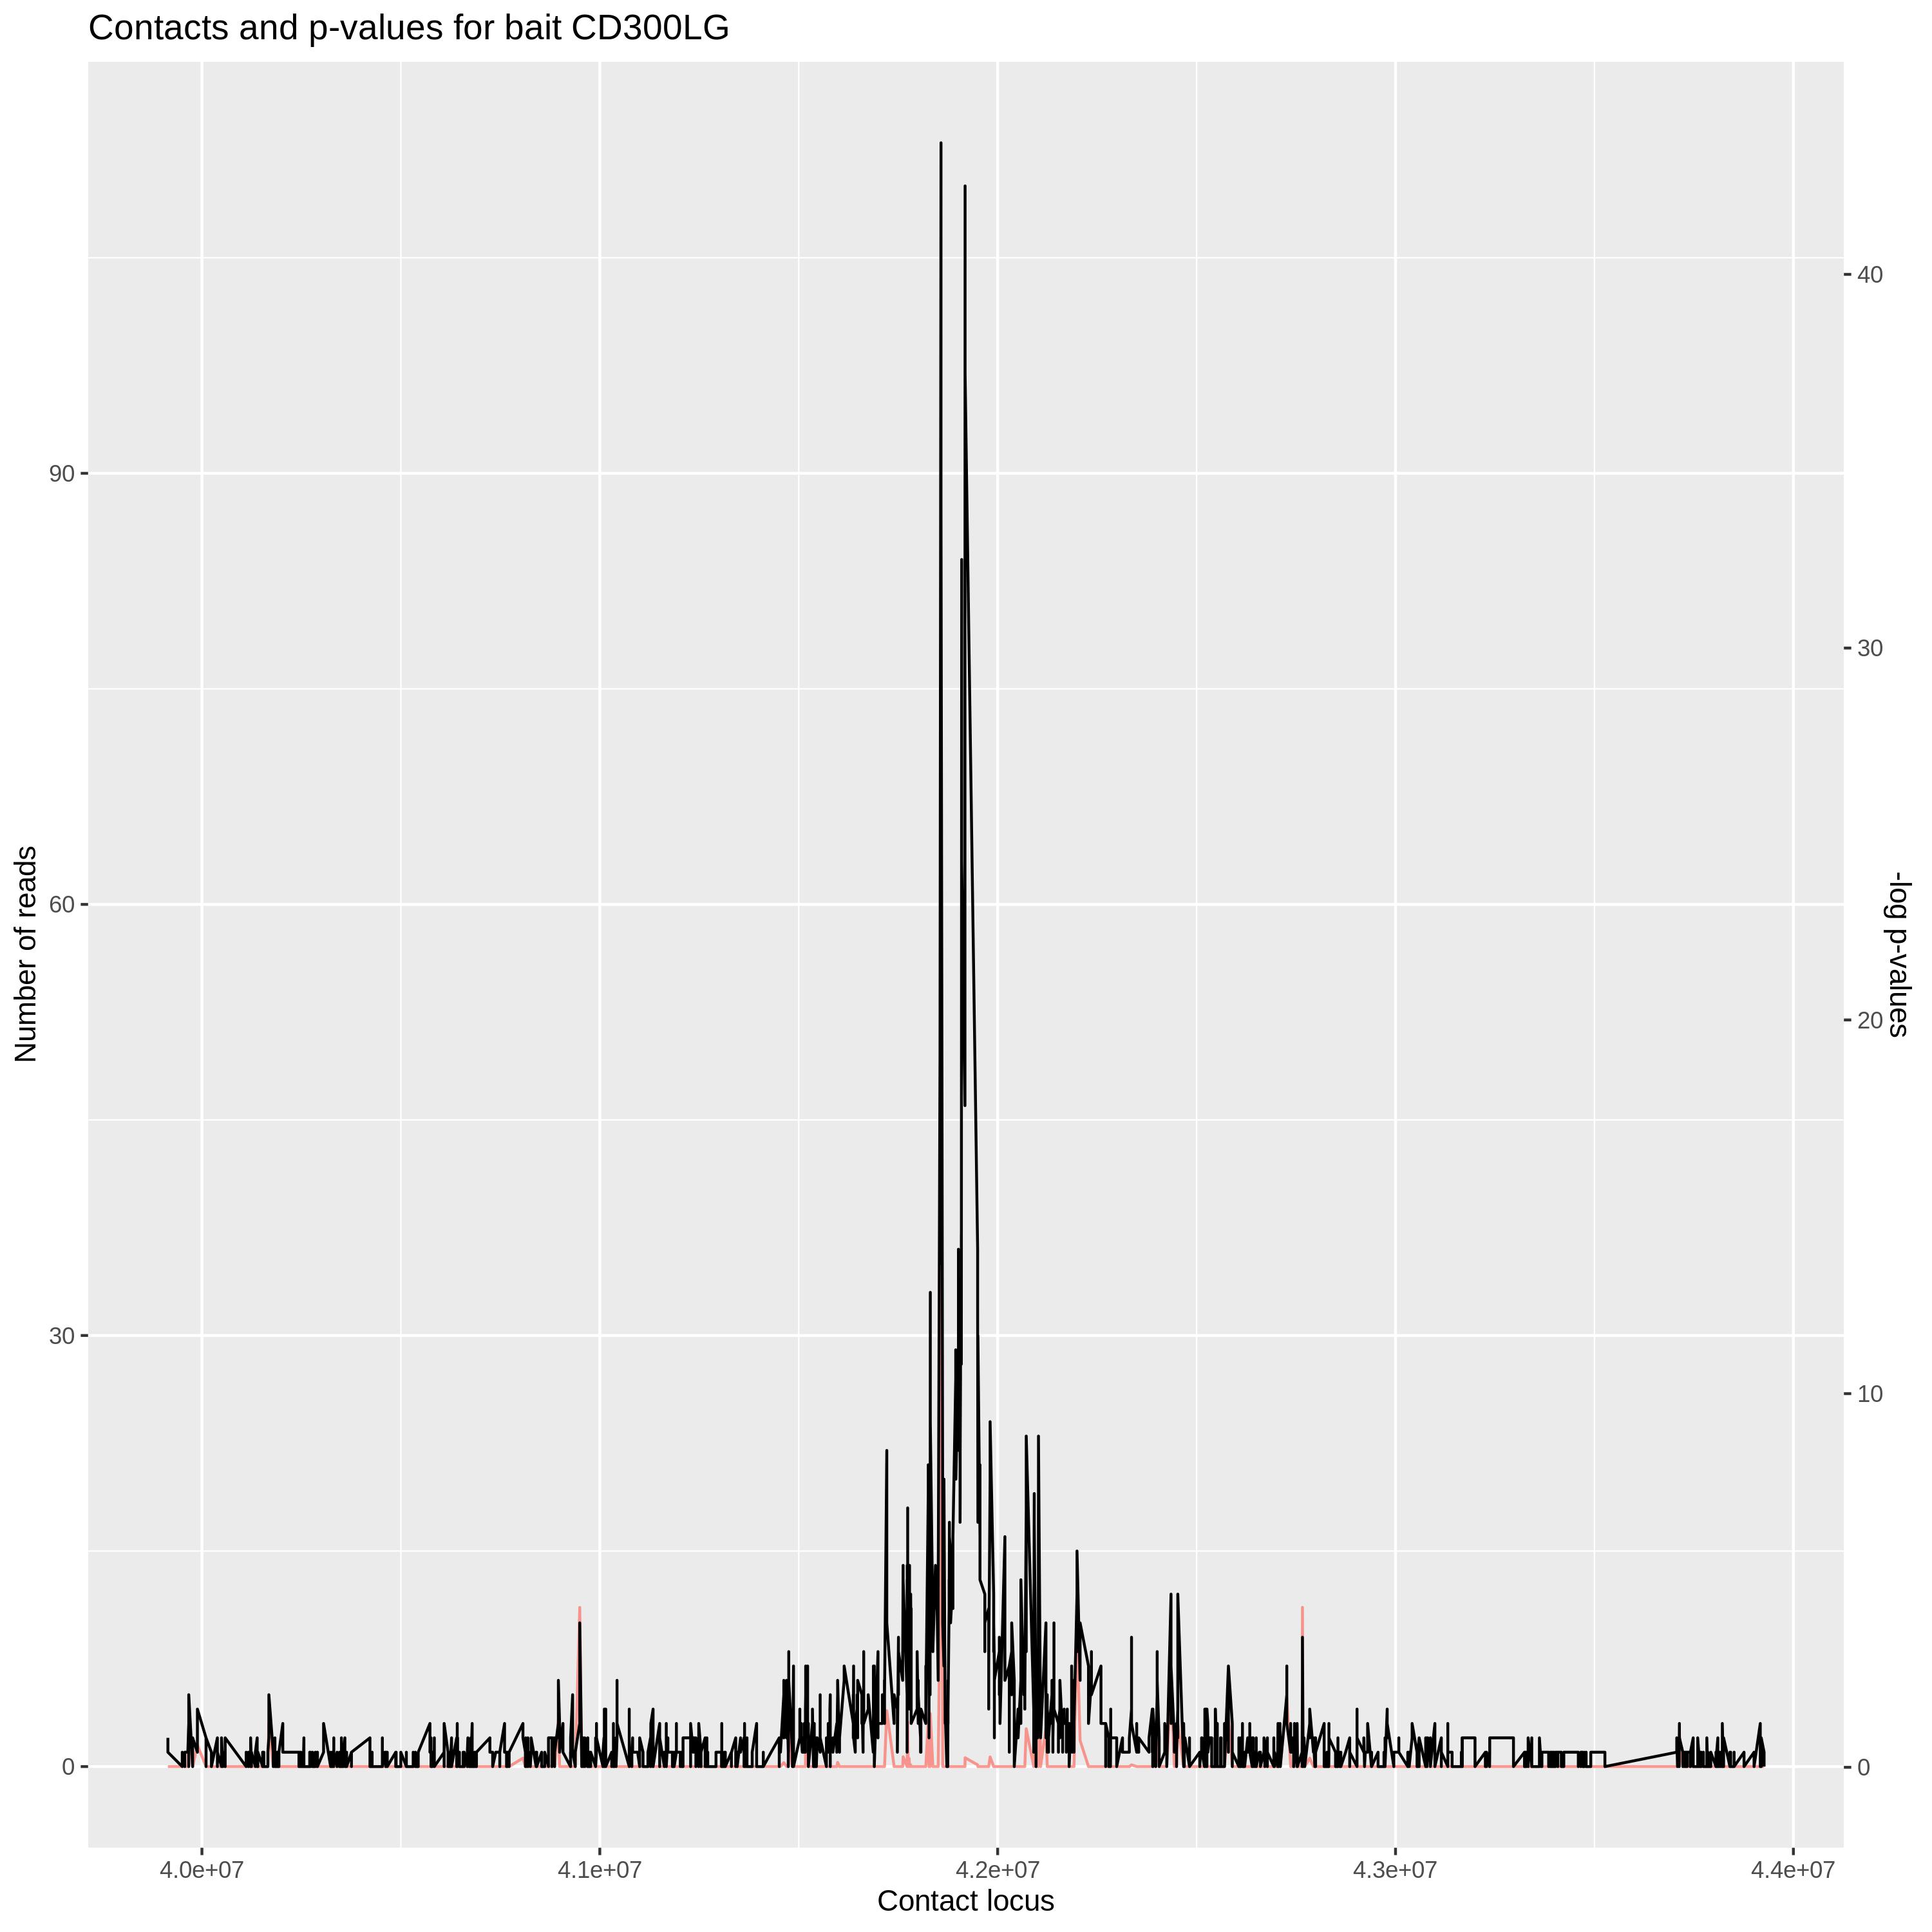 Contacts and p-values for bait CD300LG
Number of reads
90
60
30
0
40
30
20
10
0
-log p-values
4.0e+07
4.1e+07
4.2e+07
4.3e+07
4.4e+07
Contact locus